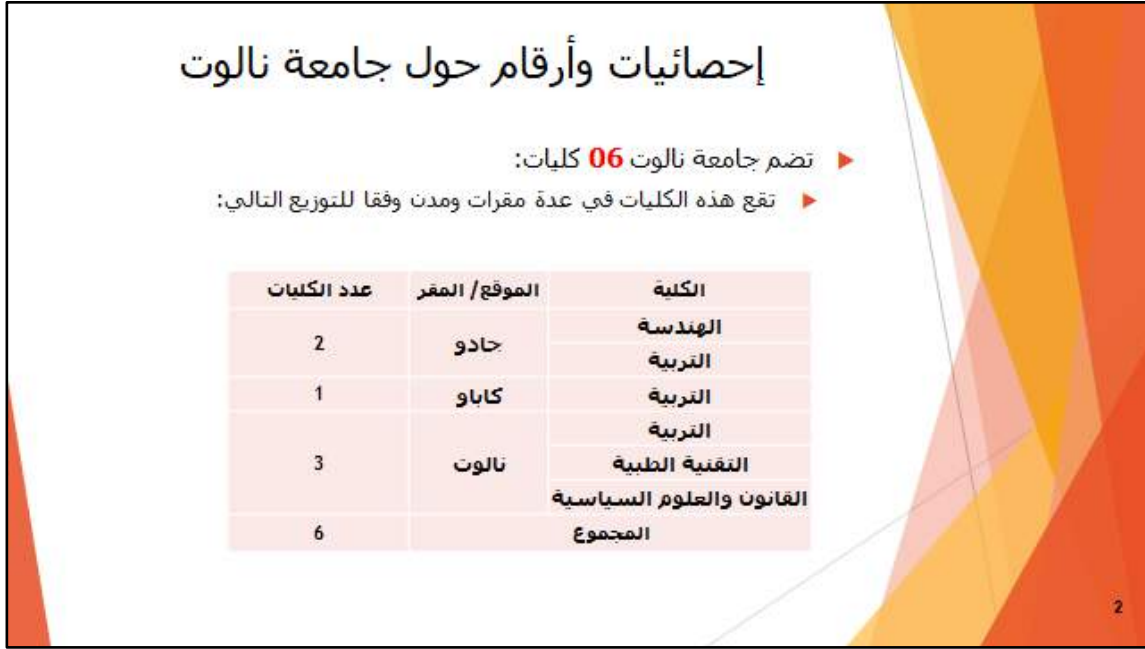 إحصائيات وأرقام حول جامعة نالوت
تضم جامعة نالوت 06 كليات:
تقع هذه الكليات في عدة مقرات ومدن وفقا للتوزيع التالي:
الكلية الموقع/ المقر عدد الكليات
الهندسة
جادو 2
التربية
التربية كاباو 1
التربية
التقنية الطبية نالوت 3
القانون والعلوم السياسية
المجموع 6
2